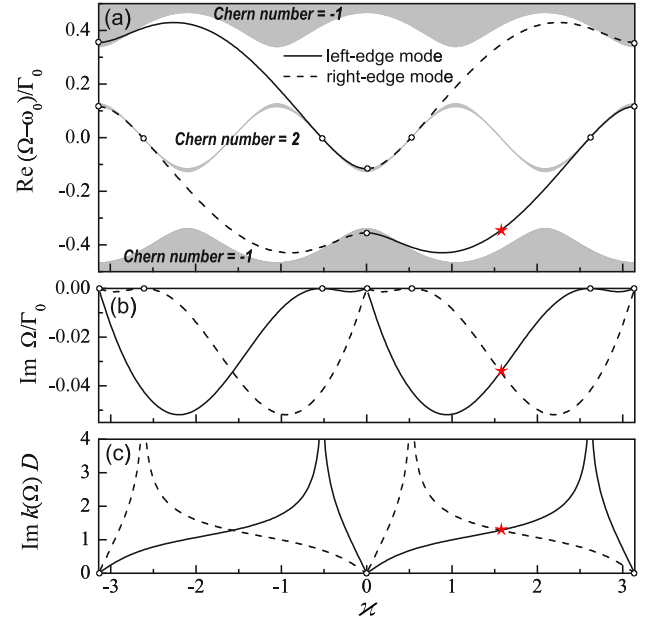 (a)
Chern number = -1
left-edge mode
right-edge mode
Chern number = 2
Chern number = -1
Re (Ω−ω₀)/Γ₀
0.4
0.2
0.0
-0.2
-0.4
(b)
Im Ω/Γ₀
0.00
-0.02
-0.04
(c)
Im k(Ω) D
4
3
2
1
0
-3 -2 -1 0 1 2 3
ϰ